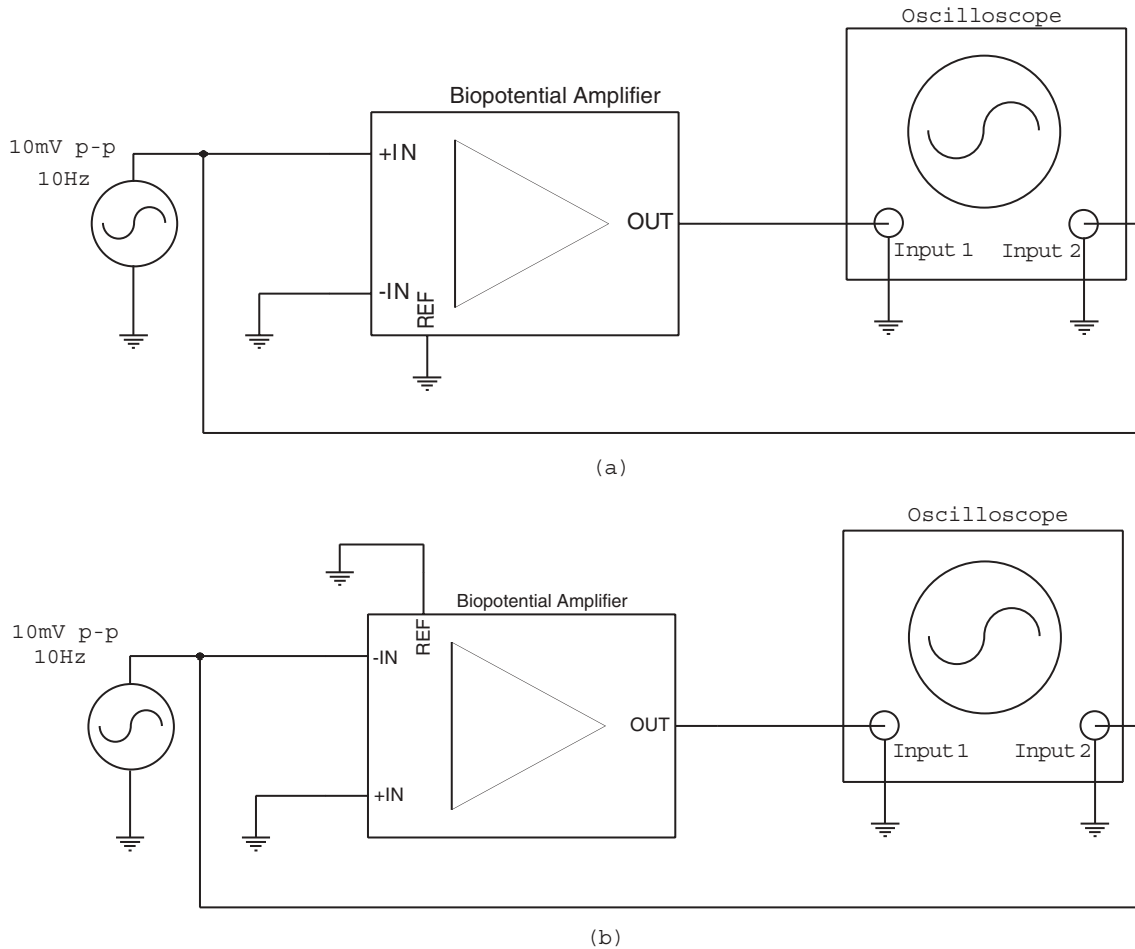 Oscilloscope
Biopotential Amplifier
10mV p-p
10Hz
+IN
OUT
Input 1
Input 2
-IN
REF
(a)
Oscilloscope
Biopotential Amplifier
REF
10mV p-p
10Hz
-IN
OUT
Input 1
Input 2
+IN
(b)